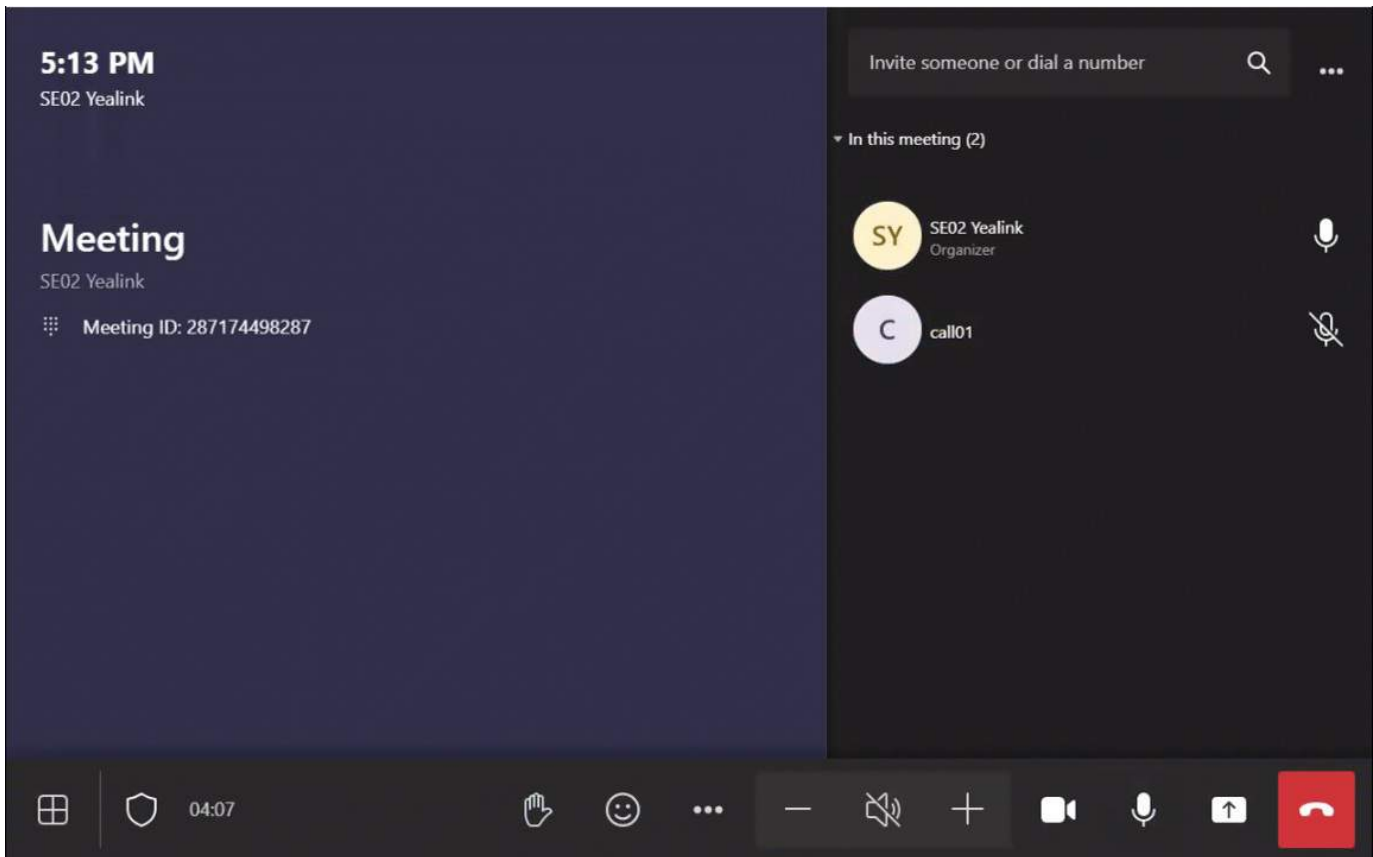 5:13 PM
SE02 Yealink
Meeting
SE02 Yealink
Meeting ID: 287174498287
Invite someone or dial a number
In this meeting (2)
SY
SE02 Yealink
Organizer
C
call01
04:07